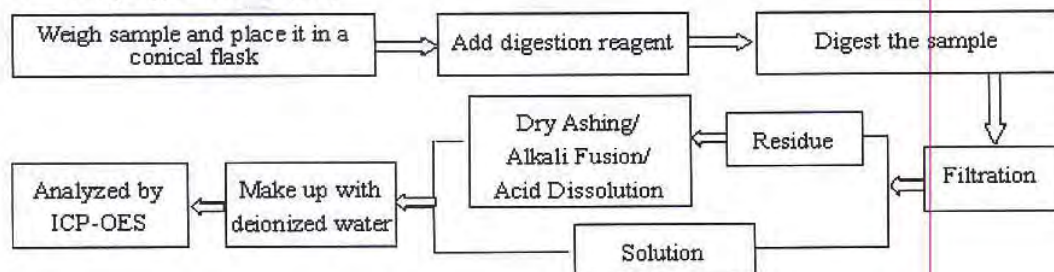 Weigh sample and place it in a
conical flask
Add digestion reagent
Digest the sample
Filtration
Residue
Dry Ashing/
Alkali Fusion/
Acid Dissolution
Solution
Make up with
deionized water
Analyzed by
ICP-OES